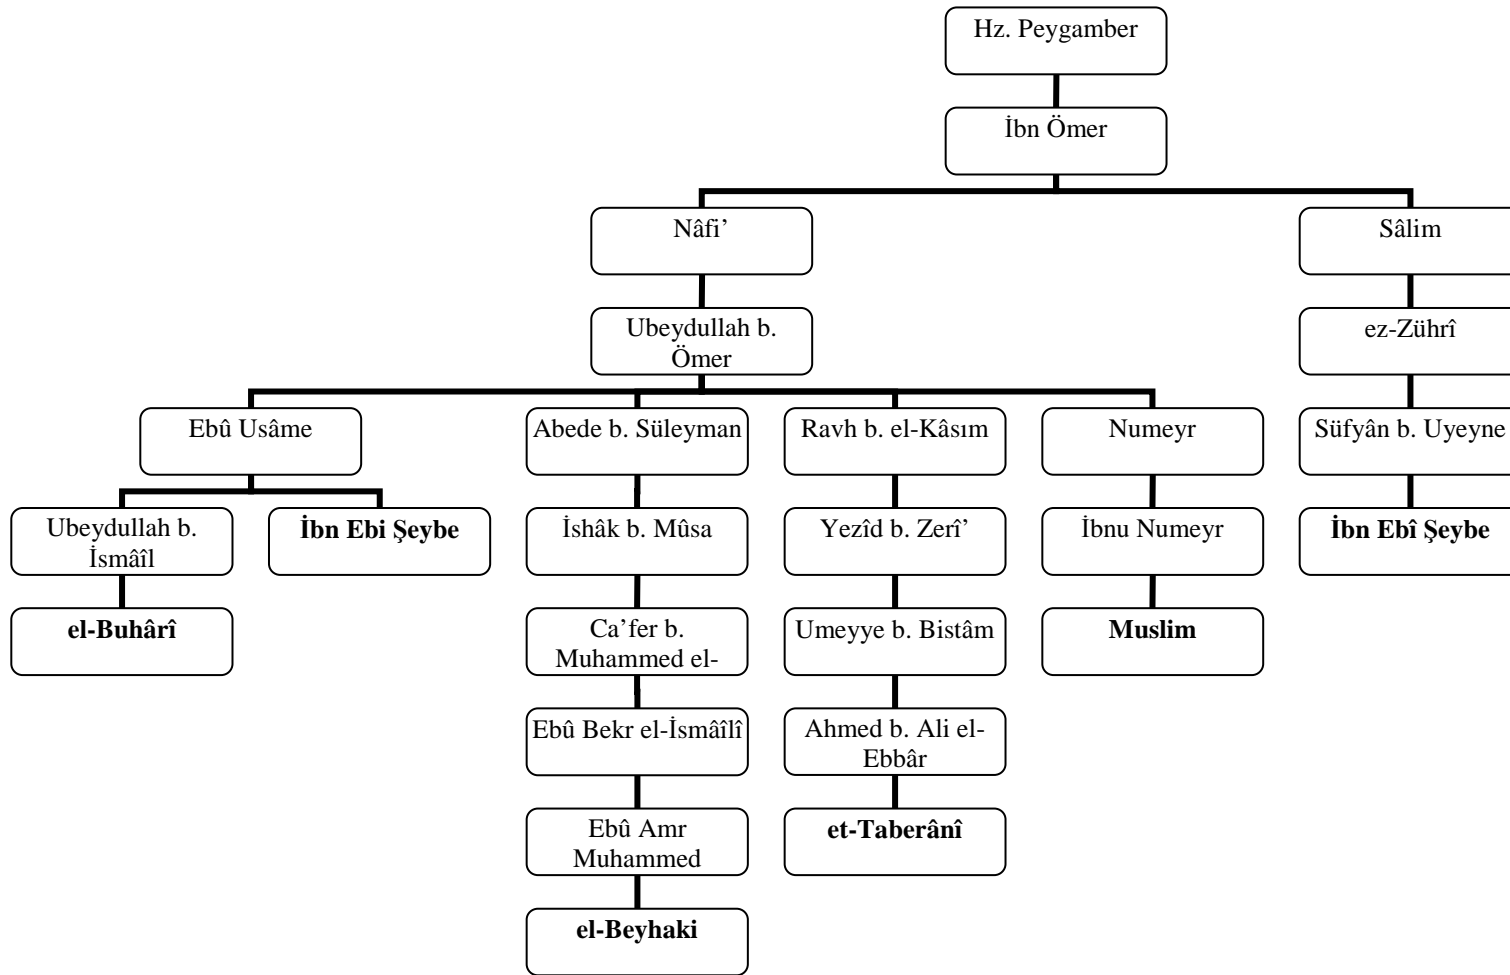 Hz. Peygamber
İbn Ömer
Nâfi’
Sâlim
Ubeydullah b.
Ömer
ez-Zührî
Ebû Usâme
Abede b. Süleyman
Ravh b. el-Kâsım
Numeyr
Süfyân b. Uyeyne
Ubeydullah b.
İsmâîl
İbn Ebi Şeybe
İshâk b. Mûsa
Yezîd b. Zerî’
İbnu Numeyr
İbn Ebî Şeybe
el-Buhârî
Ca’fer b.
Muhammed el-
Umeyye b. Bistâm
Muslim
Ebû Bekr el-İsmâîlî
Ahmed b. Ali el-
Ebbâr
Ebû Amr
Muhammed
et-Taberânî
el-Beyhaki